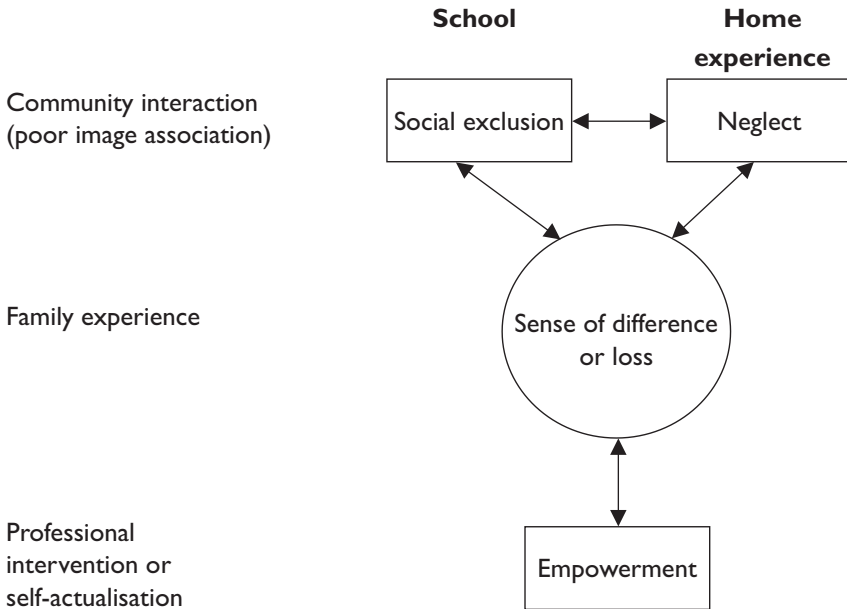 School
Home
experience
Community interaction
(poor image association)
Social exclusion
Neglect
Family experience
Sense of difference
or loss
Professional
intervention or
self-actualisation
Empowerment